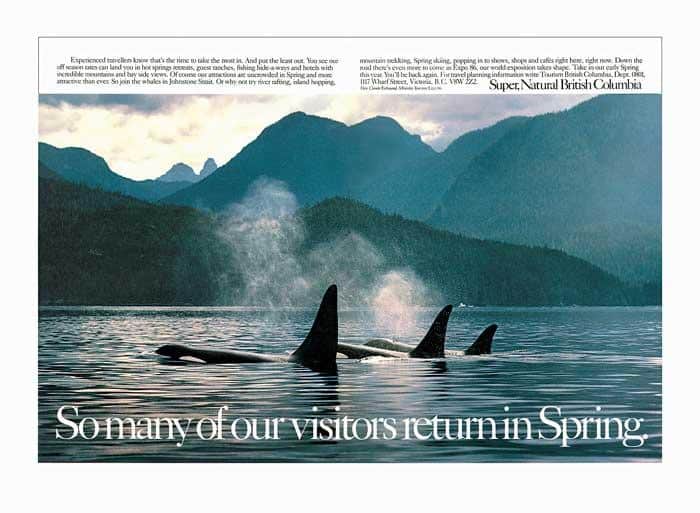 Experienced travellers know that's the time to take the most in. And put the least out. You see our
off season rates can land you in hot springs retreats, guest ranches, fishing hide-a-ways and hotels with
incredible mountains and bay side views. Of course our attractions are uncrowded in Spring and more
attractive than ever. So join the whales in Johnstone Strait. Or why not try river rafting, island hopping,
mountain trekking, Spring skiing, popping in to shows, shops and cafés right here, right now. Down the
road there's even more to come as Expo 86, our world exposition takes shape. Take in our early Spring
this year. You'll be back again. For travel planning information write Tourism British Columbia, Dept.
1117 Wharf Street, Victoria, B.C. V8W 2Z2.
Super, Natural British Columbia
So many of our visitors return in Spring.